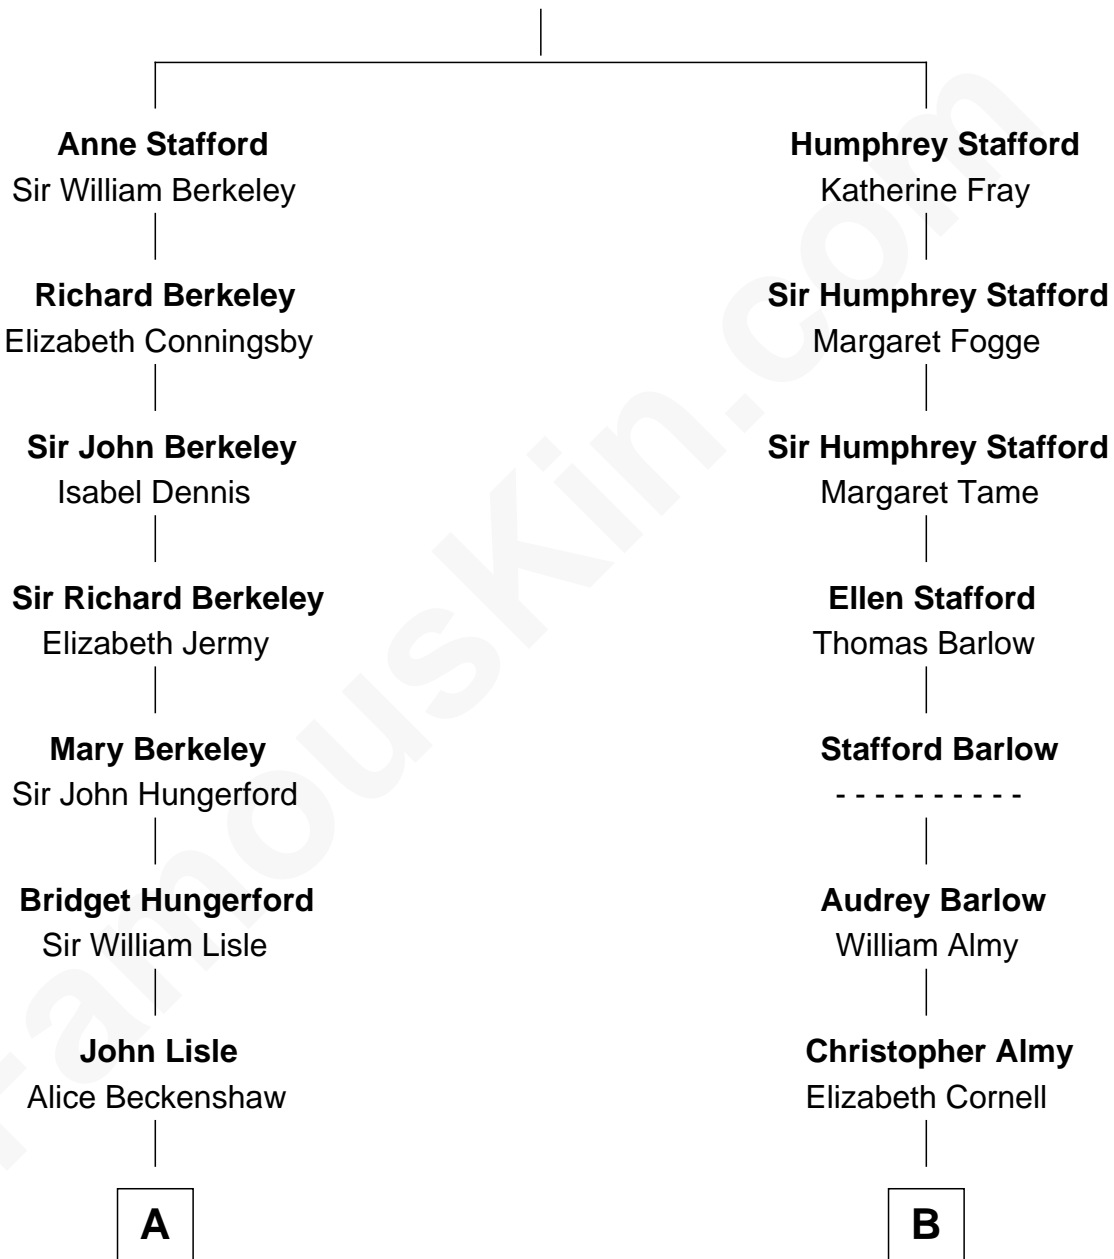 Anne Stafford
Sir William Berkeley
Humphrey Stafford
Katherine Fray
Richard Berkeley
Elizabeth Conningsby
Sir Humphrey Stafford
Margaret Fogge
Sir John Berkeley
Isabel Dennis
Sir Humphrey Stafford
Margaret Tame
Sir Richard Berkeley
Elizabeth Jermy
Ellen Stafford
Thomas Barlow
Mary Berkeley
Sir John Hungerford
Stafford Barlow
- - - - - - - - - -
Bridget Hungerford
Sir William Lisle
Audrey Barlow
William Almy
John Lisle
Alice Beckenshaw
Christopher Almy
Elizabeth Cornell
A
B
FamousKin.com